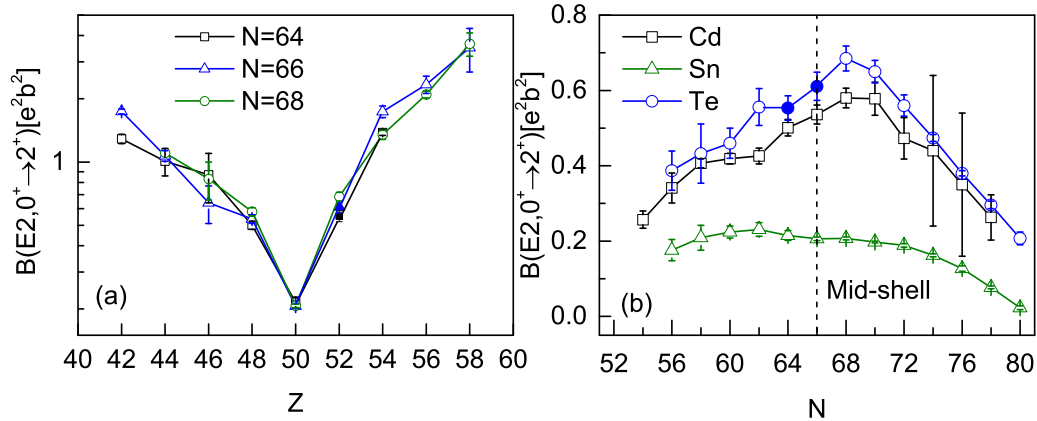 B(E2,0⁺→2⁺)[e²b²]
1
N=64
N=66
N=68
(a)
40 42 44 46 48 50 52 54 56 58 60
Z
B(E2,0⁺→2⁺)[e²b²]
0.8
0.6
0.4
0.2
0.0
Cd
Sn
Te
Mid-shell
(b)
52 56 60 64 68 72 76 80
N